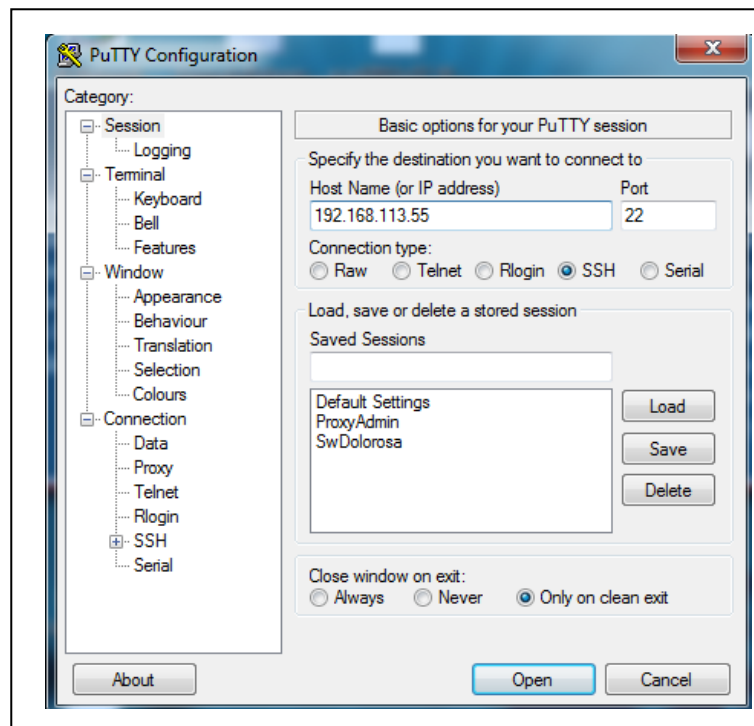 PuTTY Configuration
Category:
Session
Logging
Terminal
Keyboard
Bell
Features
Window
Appearance
Behaviour
Translation
Selection
Colours
Connection
Data
Proxy
Telnet
Rlogin
SSH
Serial
Basic options for your PuTTY session
Specify the destination you want to connect to
Host Name (or IP address) Port
192.168.113.55 22
Connection type:
Raw Telnet Rlogin SSH Serial
Load, save or delete a stored session
Saved Sessions
Default Settings
ProxyAdmin
SwDolorosa
Load
Save
Delete
Close window on exit:
Always Never Only on clean exit
About Open Cancel